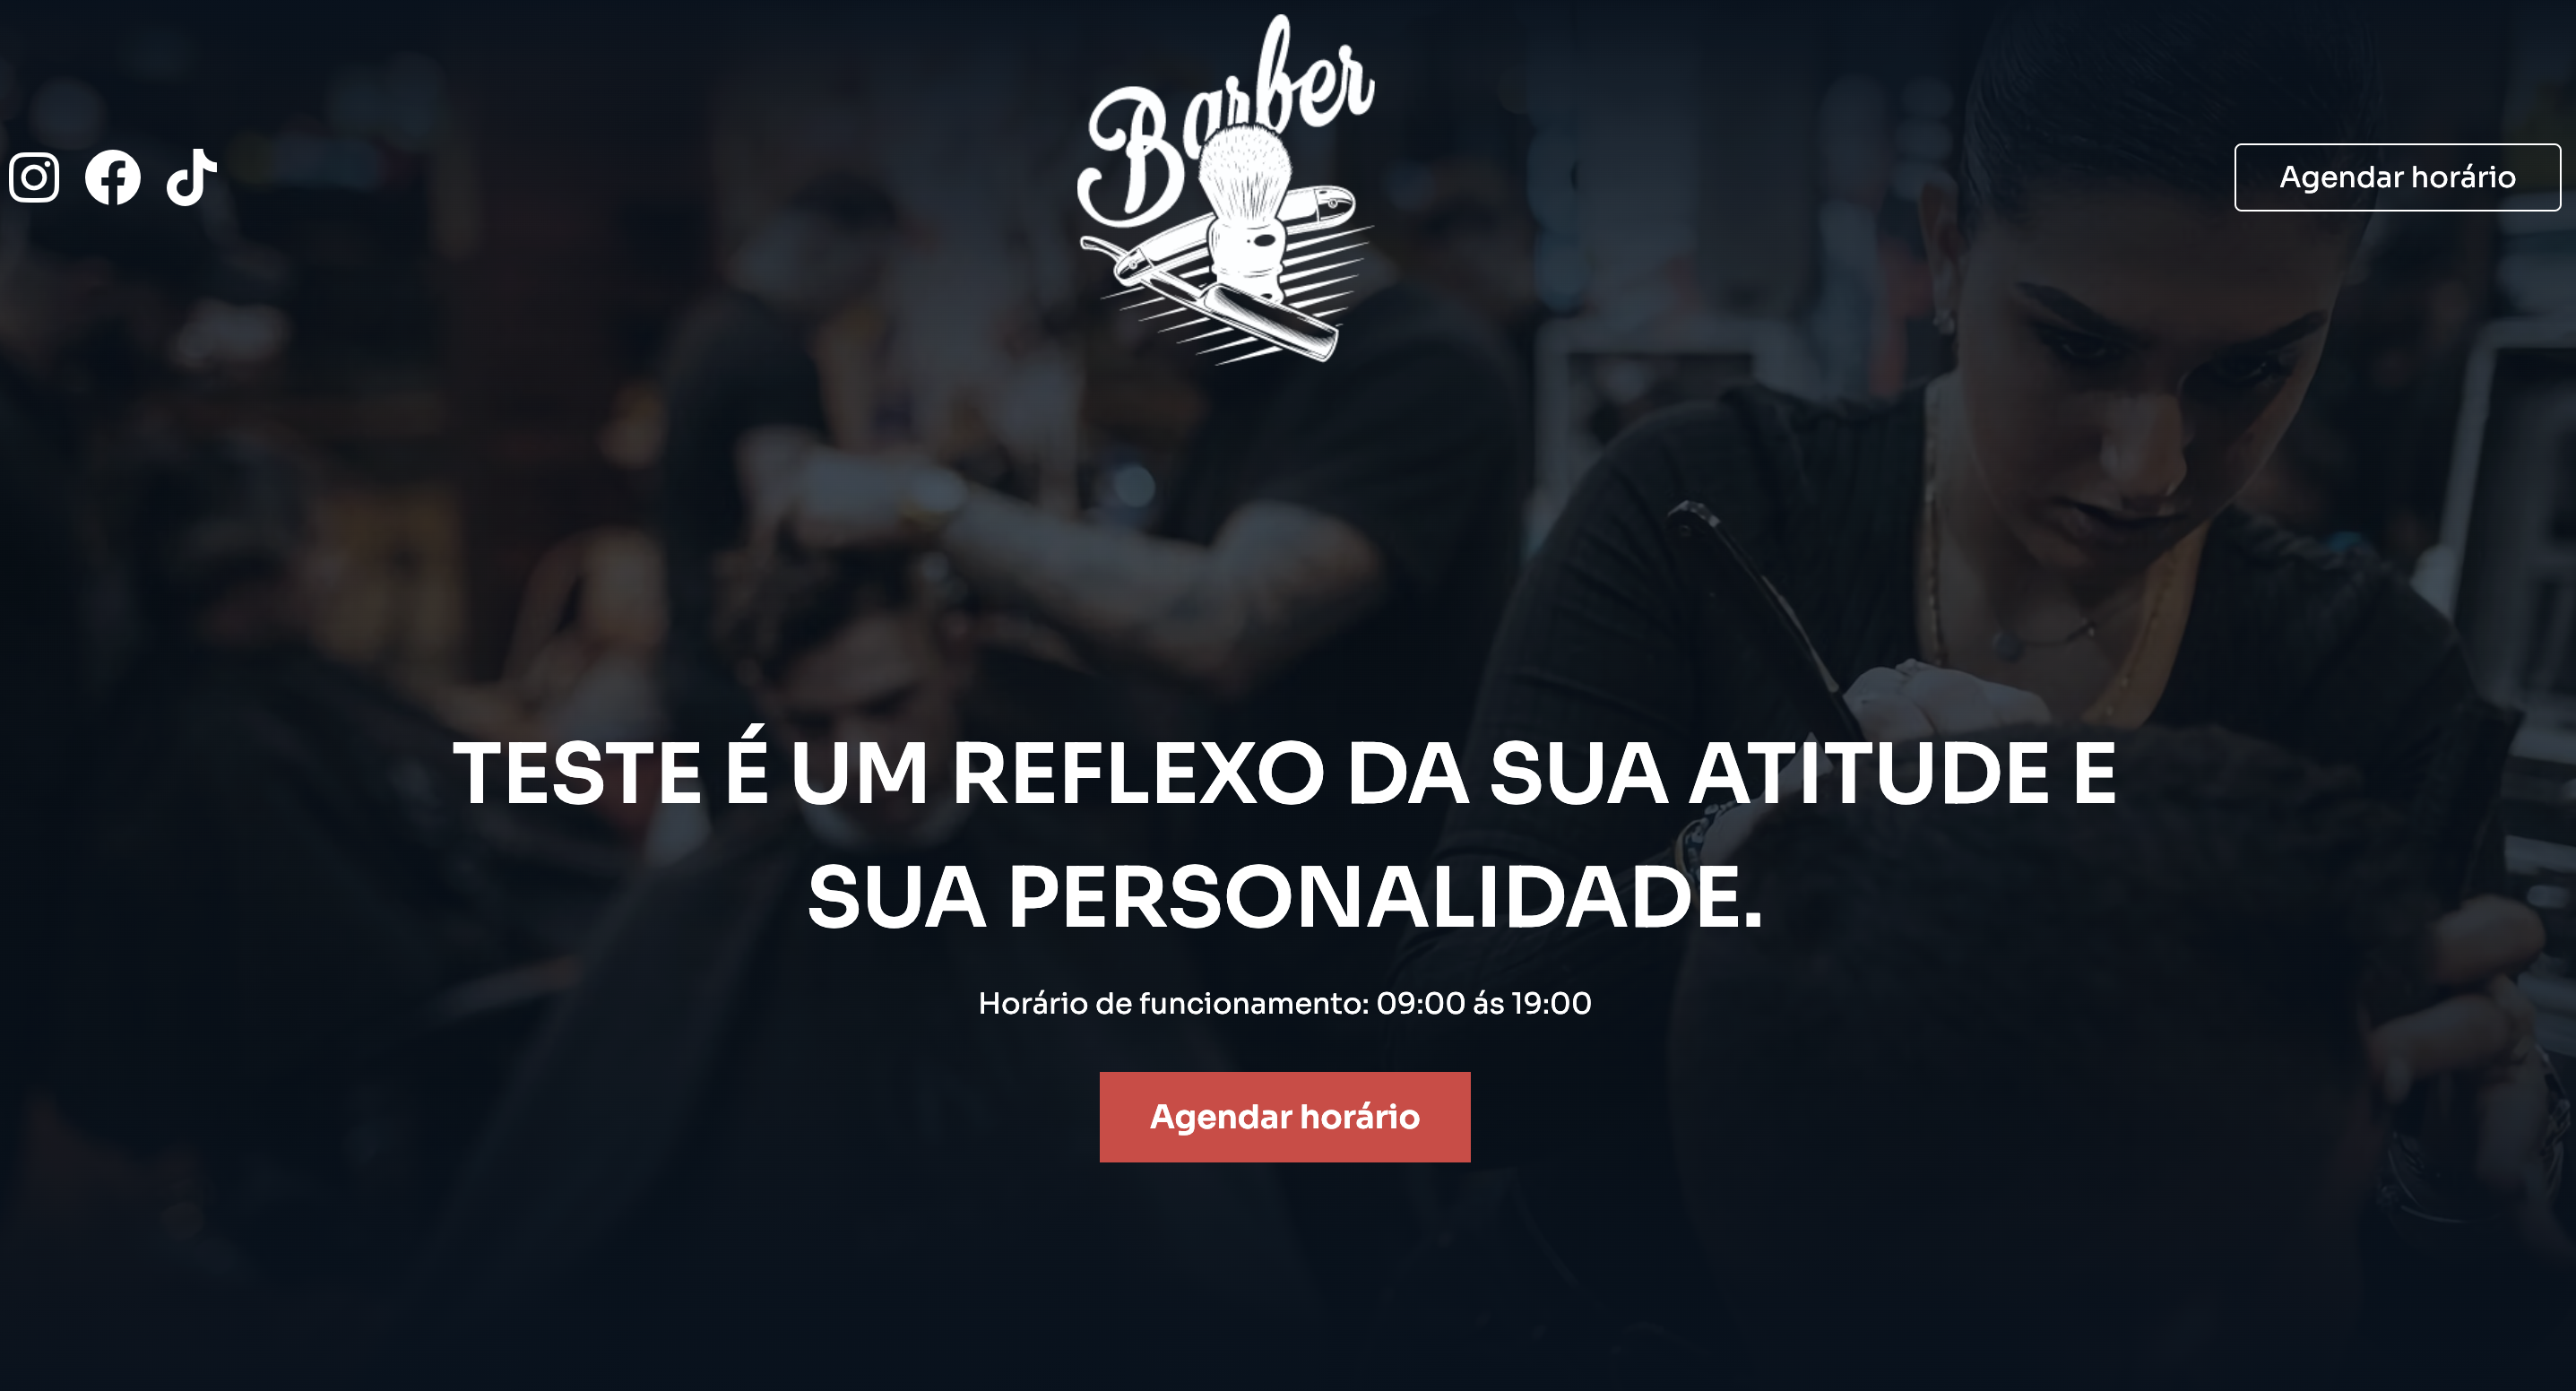 Barber
Agendar horário
TESTE É UM REFLEXO DA SUA ATITUDE E
SUA PERSONALIDADE.
Horário de funcionamento: 09:00 ás 19:00
Agendar horário